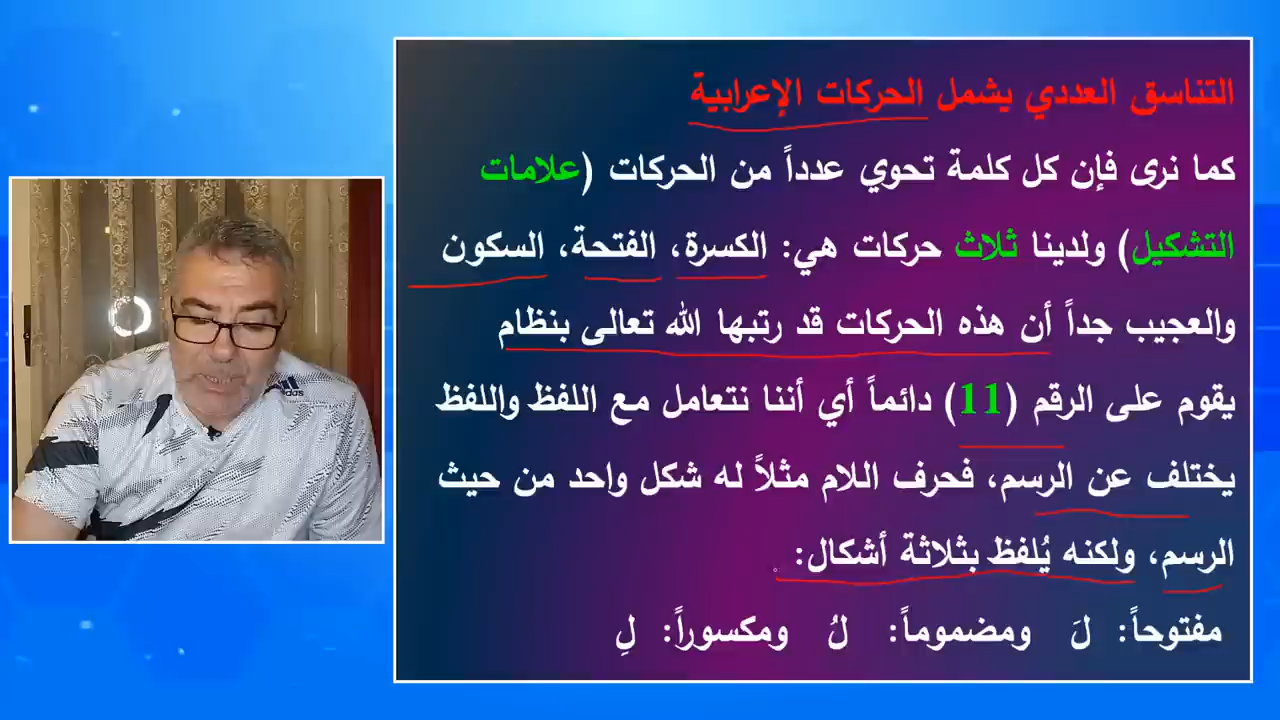 التناسق العددي يشمل الحركات الإعرابية
كما نرى فإن كل كلمة تحوي عدداً من الحركات (علامات
التشكيل) ولدينا ثلاث حركات هي: الكسرة، الفتحة، السكون
والعجيب جداً أن هذه الحركات قد رتبها الله تعالى بنظام
يقوم على الرقم (11) دائماً أي أننا نتعامل مع اللفظ واللفظ
يختلف عن الرسم، فحرف اللام مثلاً له شكل واحد من حيث
الرسم، ولكنه يُلفظ بثلاثة أشكال:
مفتوحاً: لَ ومضموماً: لُ ومكسوراً: لِ
adidas